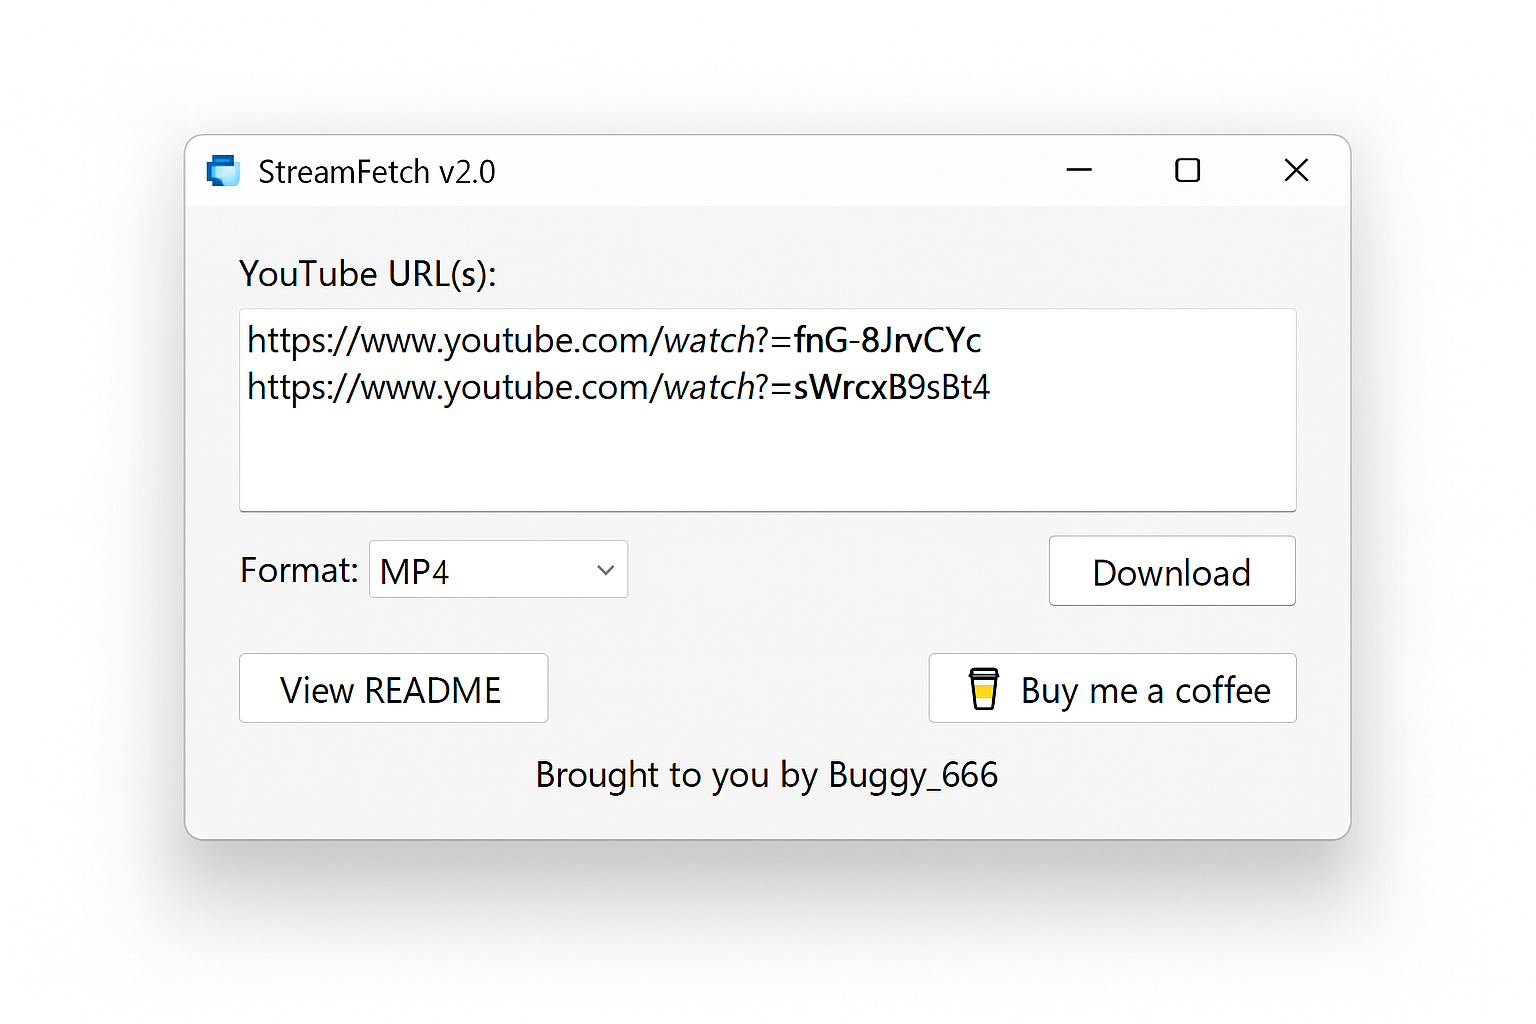 StreamFetch v2.0
YouTube URL(s):
https://www.youtube.com/watch?=fnG-8JrvCYc
https://www.youtube.com/watch?=sWrcxB9sBt4
Format: MP4
Download
View README
Buy me a coffee
Brought to you by Buggy_666